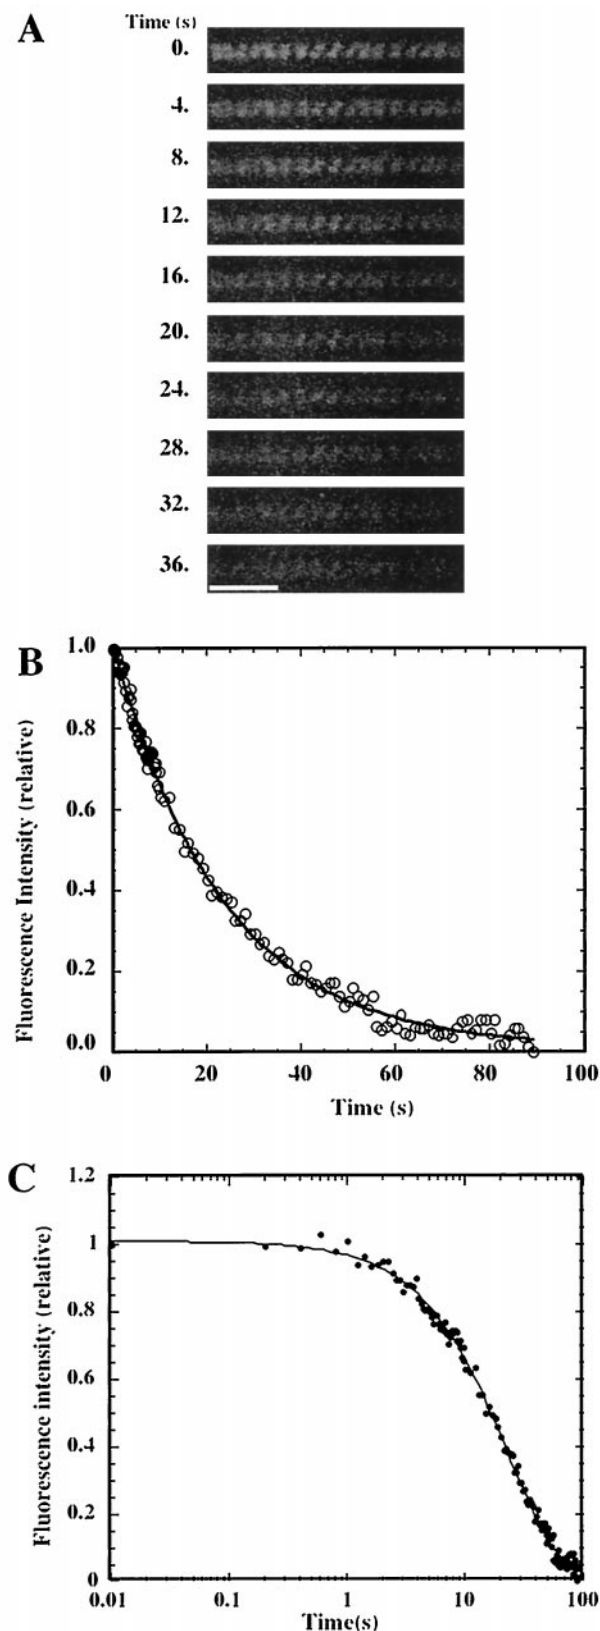 A
Time (s)
0.
4.
8.
12.
16.
20.
24.
28.
32.
36.
B
1.0
0.8
0.6
0.4
0.2
0.0
Fluorescence Intensity (relative)
0 20 40 60 80 100
Time (s)
C
1.2
1
0.8
0.6
0.4
0.2
0
Fluorescence intensity (relative)
0.01 0.1 1 10 100
Time(s)